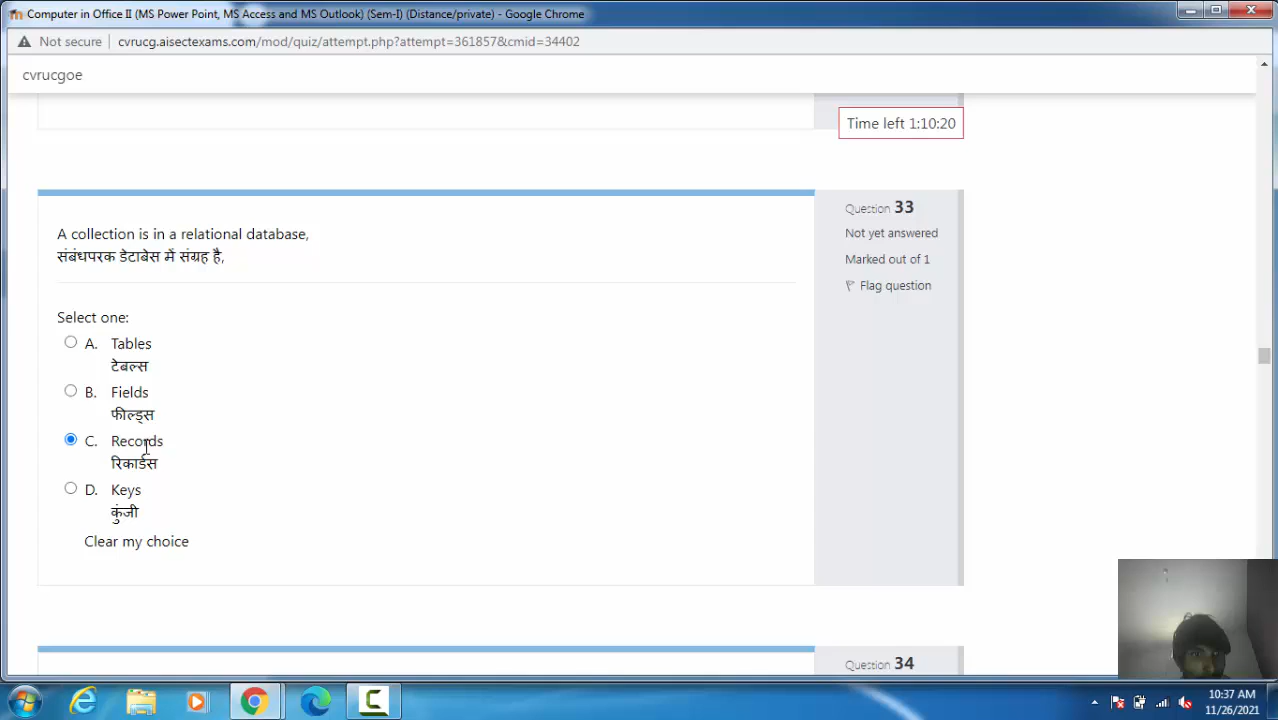 Computer in Office II (MS Power Point, MS Access and MS Outlook) (Sem-I) (Distance/private) - Google Chrome
Not secure cvrucg.aisectexams.com/mod/quiz/attempt.php?attempt=361857&cmid=34402
cvrucgoe
Time left 1:10:20
Question 33
A collection is in a relational database,
Not yet answered
संबंधपरक डेटाबेस में संग्रह है,
Marked out of 1
Flag question
Select one:
A. Tables
टेबल्स
B. Fields
फील्ड्स
C. Records
रिकार्डस
D. Keys
कुंजी
Clear my choice
Question 34
10:37 AM
11/26/2021